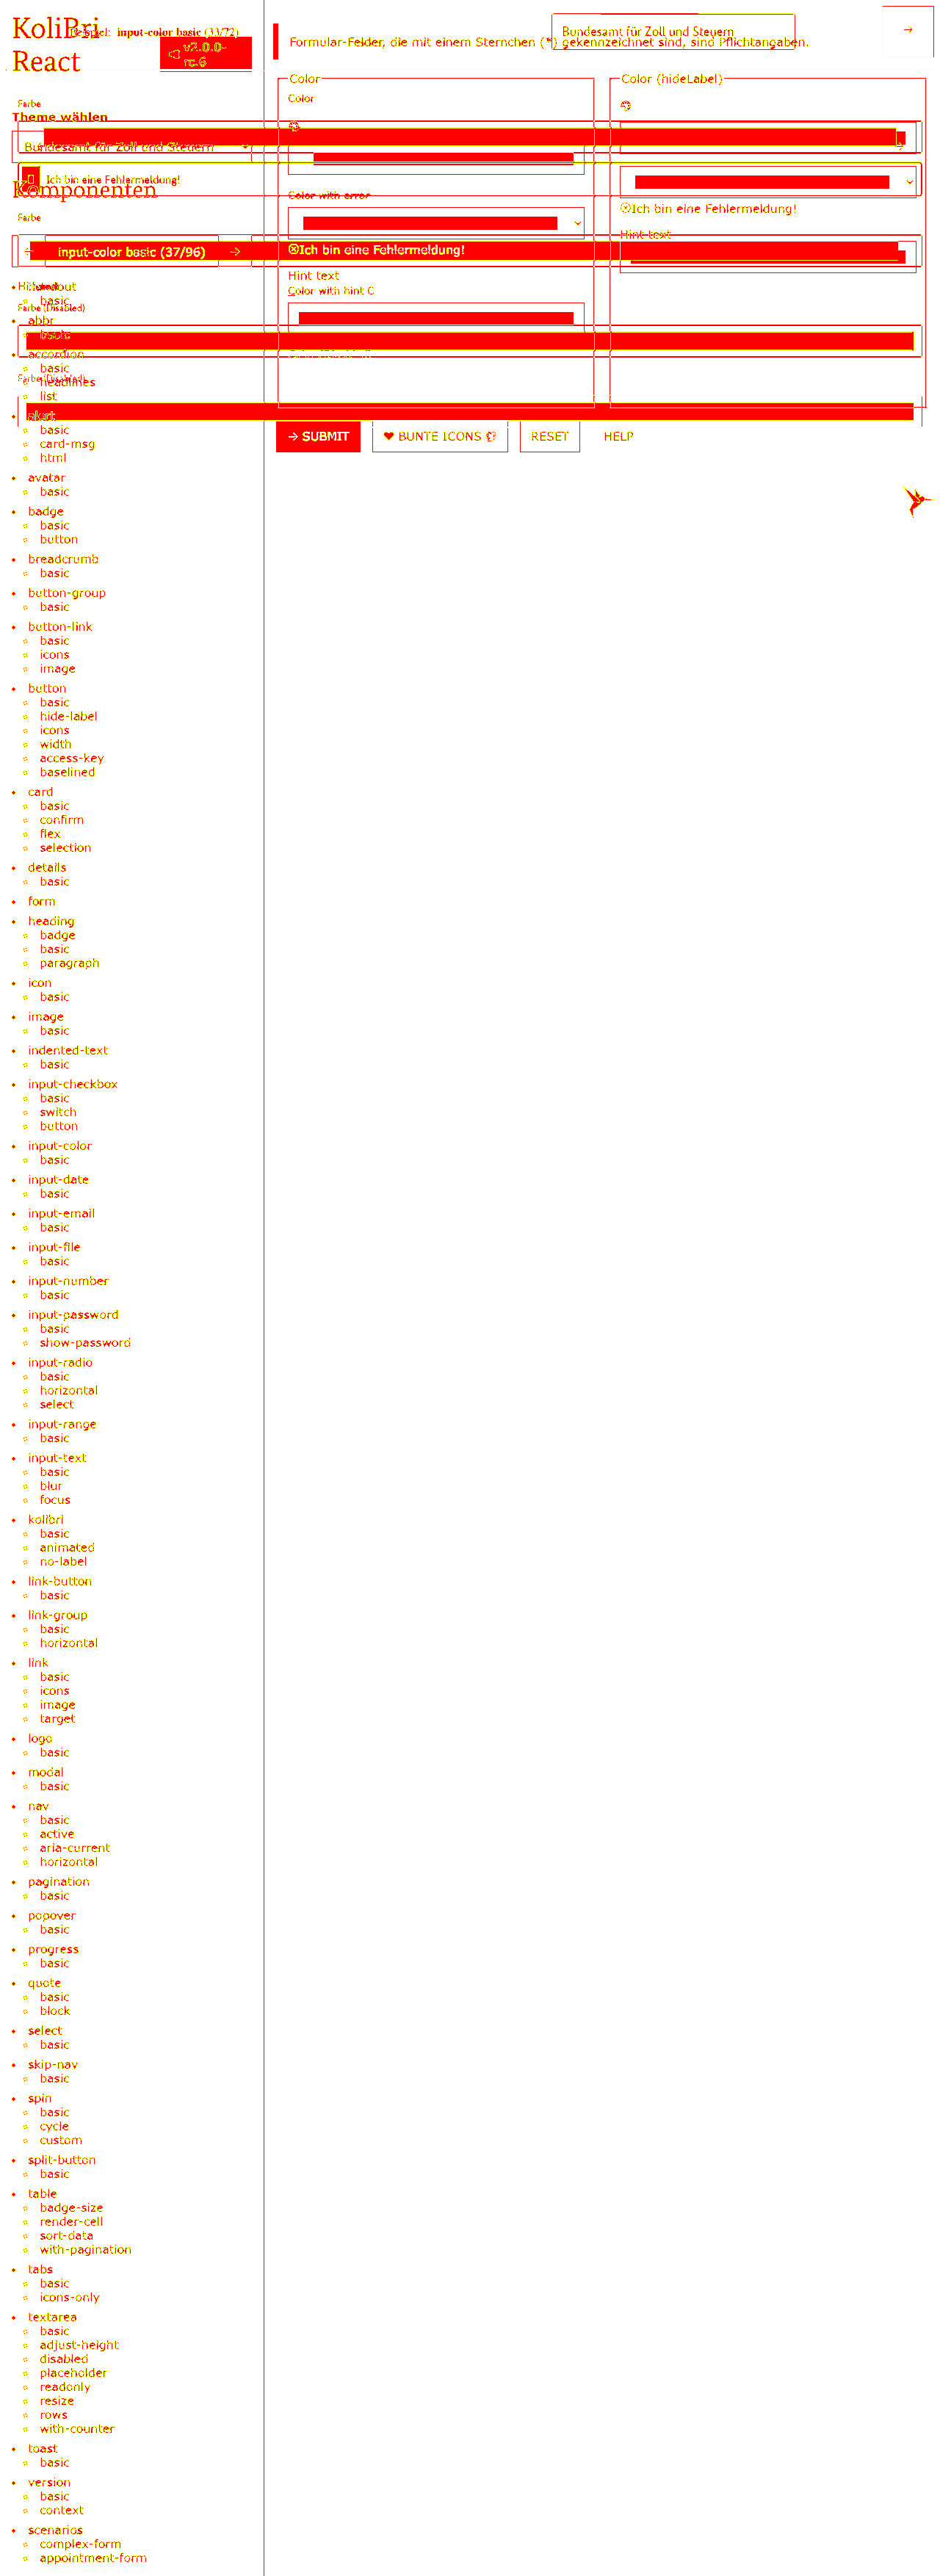 KoliBri
React
Beispiel: input-color basic (33/72)
v2.0.0-
rc.6
Bundesamt für Zoll und Steuern
→
Formular-Felder, die mit einem Sternchen (*) gekennzeichnet sind, sind Pflichtangaben.
Farbe
Theme wählen
Bundesamt für Zoll und Steuern
Ich bin eine Fehlermeldung!
Komponenten
Farbe
← input-color basic (37/96) →
Color
Color
Color with error
Ich bin eine Fehlermeldung!
Hint text
Color with hint C
Color (hideLabel)
Ich bin eine Fehlermeldung!
Hint text
→ SUBMIT
BUNTE ICONS
RESET
HELP
handout
basic
Farbe (Disabled)
abbr
basic
accordion
basic
Farbe (Disabled)
headlines
list
alert
basic
card-msg
html
avatar
basic
badge
basic
button
breadcrumb
basic
button-group
basic
button-link
basic
icons
image
button
basic
hide-label
icons
width
access-key
baselined
card
basic
confirm
flex
selection
details
basic
form
heading
badge
basic
paragraph
icon
basic
image
basic
indented-text
basic
input-checkbox
basic
switch
button
input-color
basic
input-date
basic
input-email
basic
input-file
basic
input-number
basic
input-password
basic
show-password
input-radio
basic
horizontal
select
input-range
basic
input-text
basic
blur
focus
kolibri
basic
animated
no-label
link-button
basic
link-group
basic
horizontal
link
basic
icons
image
target
logo
basic
modal
basic
nav
basic
active
aria-current
horizontal
pagination
basic
popover
basic
progress
basic
quote
basic
block
select
basic
skip-nav
basic
spin
basic
cycle
custom
split-button
basic
table
badge-size
render-cell
sort-data
with-pagination
tabs
basic
icons-only
textarea
basic
adjust-height
disabled
placeholder
readonly
resize
rows
with-counter
toast
basic
version
basic
context
scenarios
complex-form
appointment-form